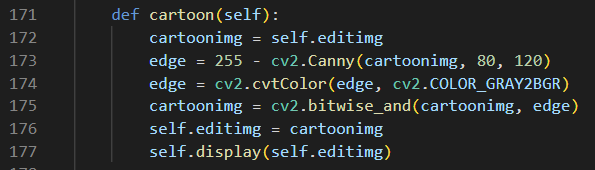 171 def cartoon(self):
172 cartoonimg = self.editimg
173 edge = 255 - cv2.Canny(cartoonimg, 80, 120)
174 edge = cv2.cvtColor(edge, cv2.COLOR_GRAY2BGR)
175 cartoonimg = cv2.bitwise_and(cartoonimg, edge)
176 self.editimg = cartoonimg
177 self.display(self.editimg)